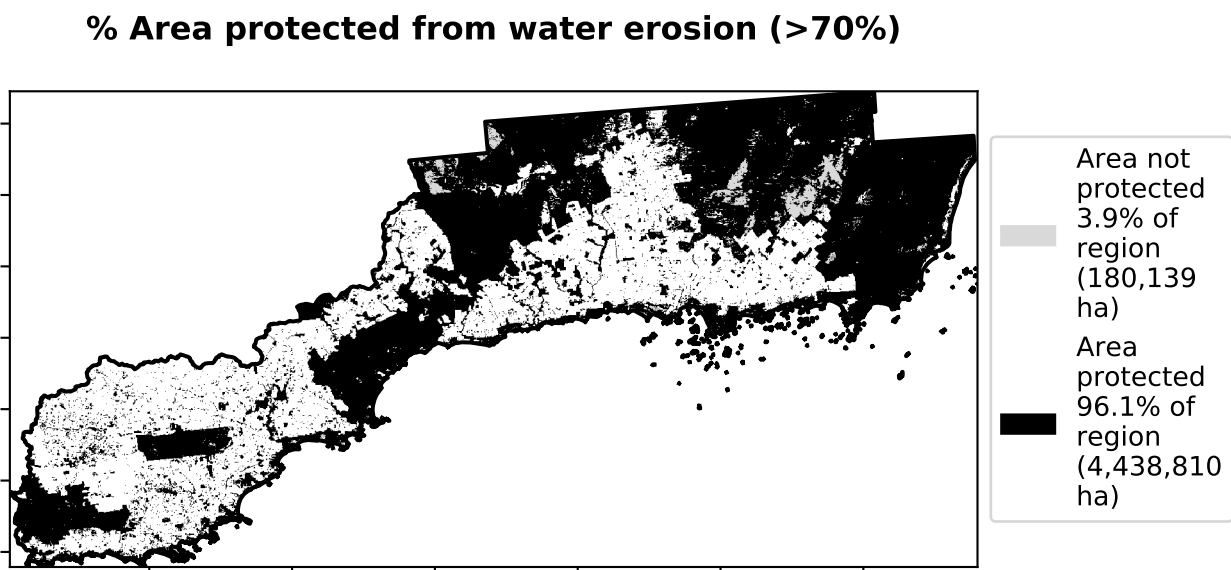 % Area protected from water erosion (>70%)
Area not
protected
3.9% of
region
(180,139
ha)
Area
protected
96.1% of
region
(4,438,810
ha)